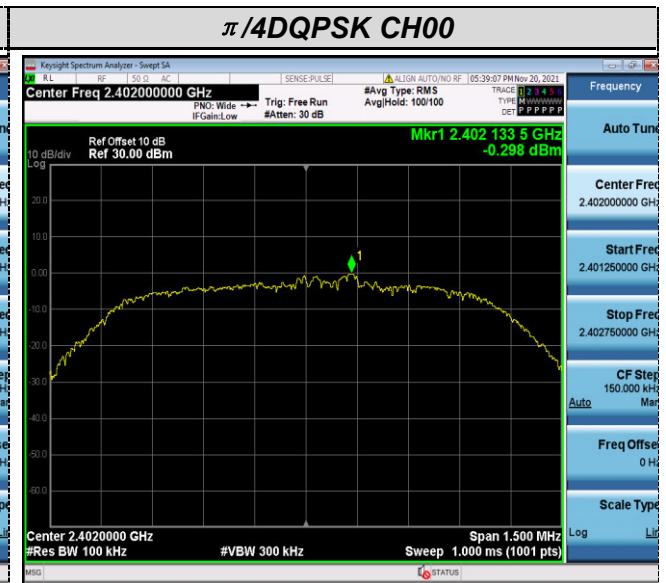 π/4DQPSK CH00
Keysight Spectrum Analyzer - Swept SA
RL RF 50 Ω AC SENSE:PULSE ALIGN AUTO/NO RF 05:39:07 PM Nov 20, 2021
Center Freq 2.402000000 GHz
PNO: Wide
IFGain:Low
Trig: Free Run
#Atten: 30 dB
#Avg Type: RMS
Avg|Hold: 100/100
TRACE 1 2 3 4 5 6
TYPE M WWWWW
DET P P P P P P
Ref Offset 10 dB
10 dB/div Ref 30.00 dBm
Log
Mkr1 2.402 133 5 GHz
-0.298 dBm
20.0
10.0
0.00
-10.0
-20.0
-30.0
-40.0
-50.0
-60.0
1
Center 2.4020000 GHz Span 1.500 MHz
#Res BW 100 kHz #VBW 300 kHz Sweep 1.000 ms (1001 pts)
MSG STATUS
Frequency
Auto Tune
Center Freq
2.402000000 GHz
Start Freq
2.401250000 GHz
Stop Freq
2.402750000 GHz
CF Step
150.000 kHz
Auto Man
Freq Offset
0 Hz
Scale Type
Log Lin